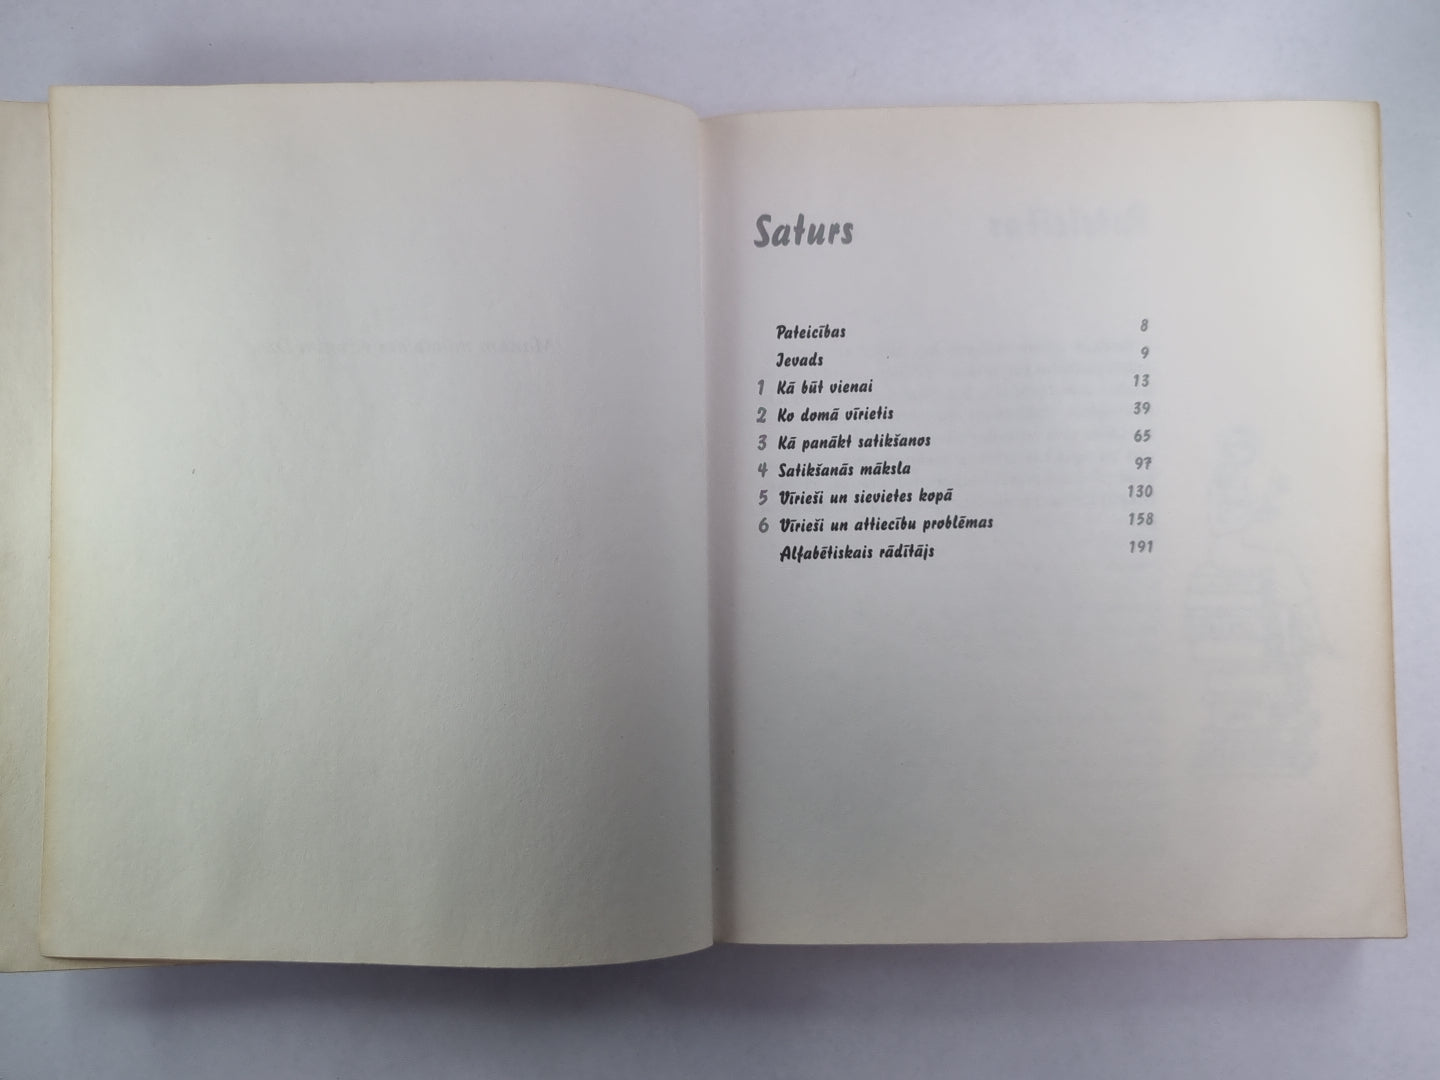 Saturs
Pateicības 8
Ievads 9
1 Kā būt vienai 13
2 Ko domā vīrietis 39
3 Kā panākt satikšanos 65
4 Satikšanās māksla 97
5 Vīrieši un sievietes kopā 130
6 Vīrieši un attiecību problēmas 158
Alfabētiskais rādītājs 191